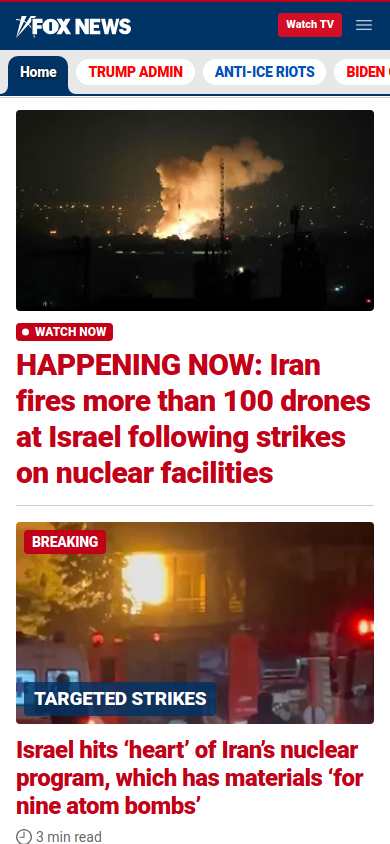 FOX NEWS
Watch TV
Home
TRUMP ADMIN
ANTI-ICE RIOTS
BIDEN
WATCH NOW
HAPPENING NOW: Iran
fires more than 100 drones
at Israel following strikes
on nuclear facilities
BREAKING
TARGETED STRIKES
Israel hits ‘heart’ of Iran’s nuclear
program, which has materials ‘for
nine atom bombs’
3 min read